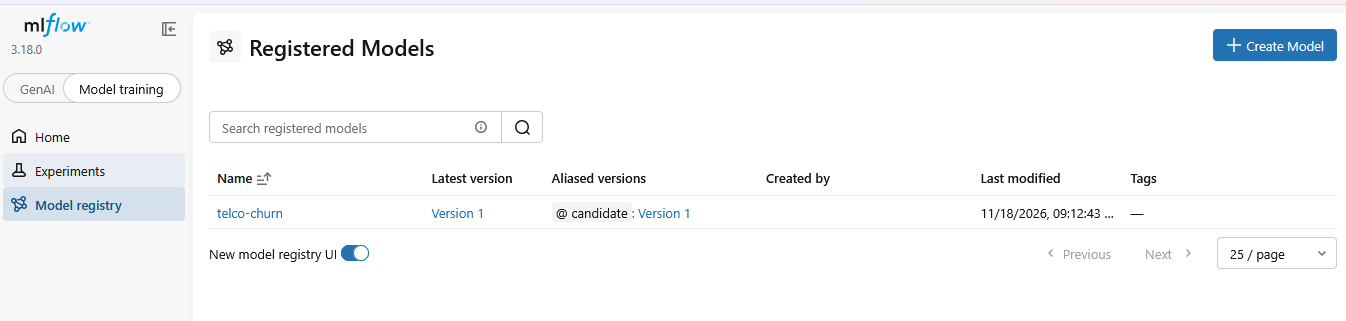 mlflow
3.18.0
GenAI Model training
Home
Experiments
Model registry
Registered Models
Create Model
Search registered models
Name Latest version Aliased versions Created by Last modified Tags
telco-churn Version 1 @ candidate : Version 1 11/18/2026, 09:12:43 ... —
New model registry UI
Previous Next 25 / page